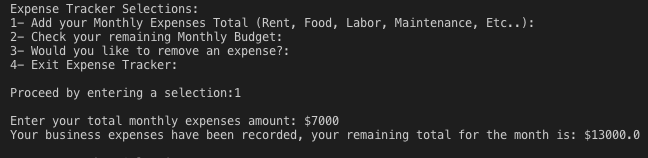 Expense Tracker Selections:
1- Add your Monthly Expenses Total (Rent, Food, Labor, Maintenance, Etc..):
2- Check your remaining Monthly Budget:
3- Would you like to remove an expense?:
4- Exit Expense Tracker:
Proceed by entering a selection:1
Enter your total monthly expenses amount: $7000
Your business expenses have been recorded, your remaining total for the month is: $13000.0